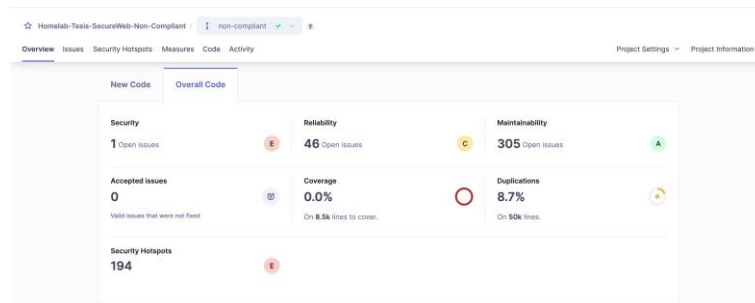 Homelab-Tesis-SecureWeb-Non-Compliant / non-compliant
Overview Issues Security Hotspots Measures Code Activity Project Settings Project Information
New Code Overall Code
Security Reliability Maintainability
1 Open issues E 46 Open issues C 305 Open issues A
Accepted issues Coverage Duplications
0 0.0% 8.7%
Valid issues that were not fixed On 8.5k lines to cover. On 50k lines.
Security Hotspots
194 E